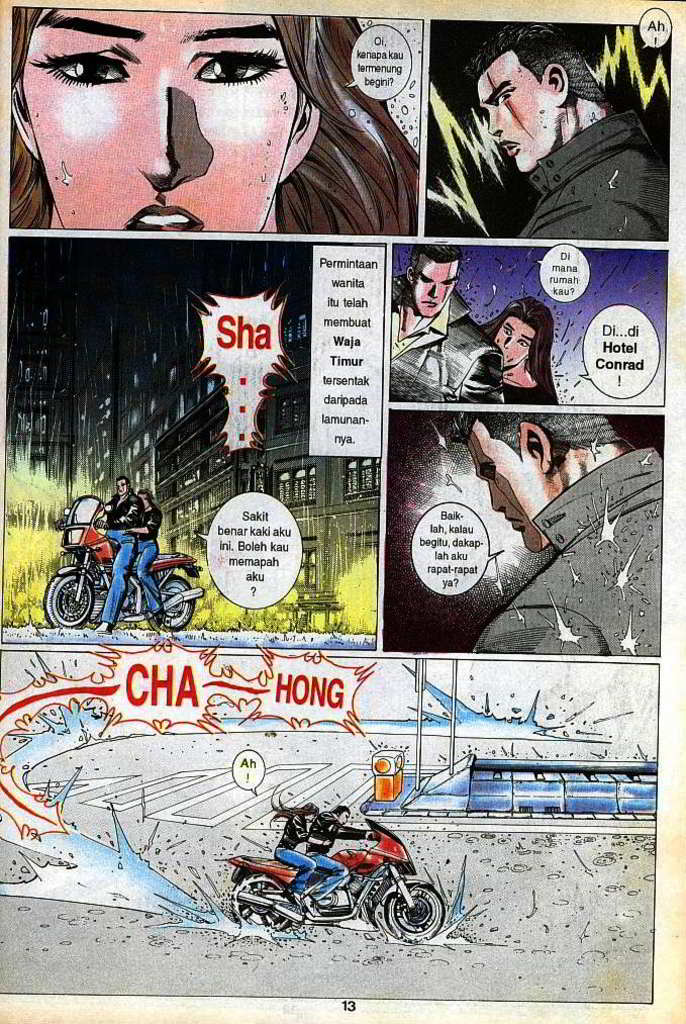 Oi,
kenapa kau
termenung
begini?
Ah
!
Sha
...
Permintaan
wanita
itu telah
membuat
Waja
Timur
tersentak
daripada
lamunan-
nya.
Sakit
benar kaki aku
ini. Boleh kau
memapah
aku
?
Di
mana
rumah
kau?
Di...di
Hotel
Conrad
!
Baik-
lah, kalau
begitu, dakap-
lah aku
rapat-rapat
ya?
CHA HONG
Ah
!
13